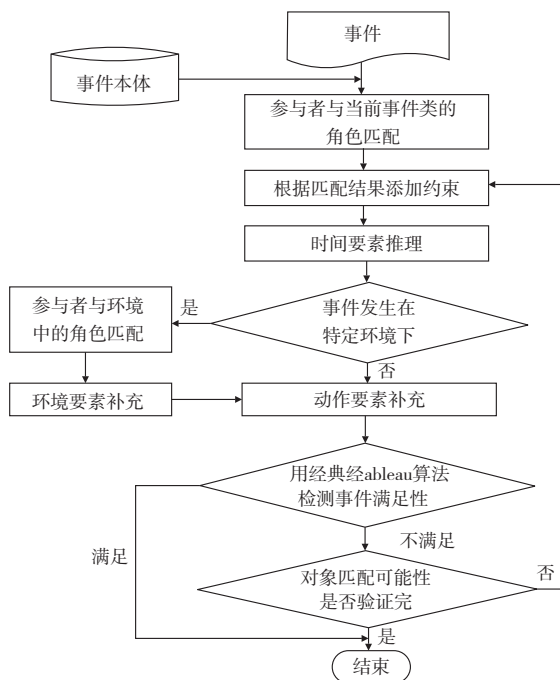 事件
事件本体
参与者与当前事件类的
角色匹配
根据匹配结果添加约束
时间要素推理
参与者与环境
中的角色匹配
是
事件发生在
特定环境下
否
环境要素补充
动作要素补充
用经典经ableau算法
检测事件满足性
满足
不满足
对象匹配可能性
是否验证完
否
是
结束